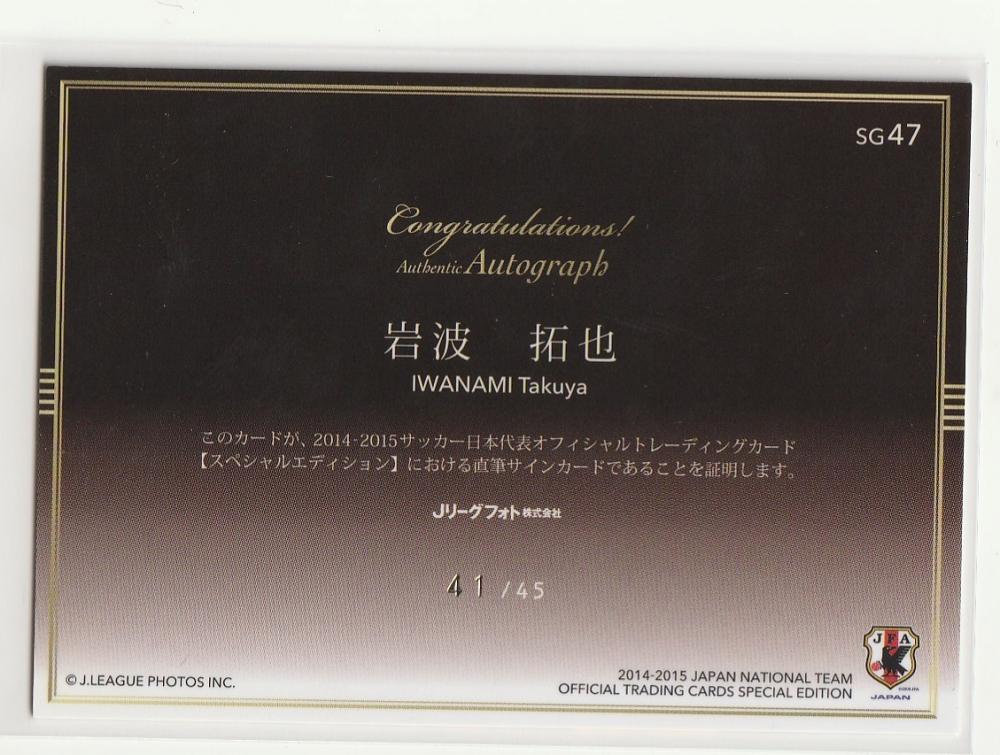 SG47
Congratulations!
Authentic Autograph
岩波 拓也
IWANAMI Takuya
このカードが、2014-2015サッカー日本代表オフィシャルトレーディングカード
【スペシャルエディション】における直筆サインカードであることを証明します。
Jリーグフォト株式会社
41/45
JFA
JAPAN
© J.LEAGUE PHOTOS INC.
2014-2015 JAPAN NATIONAL TEAM
OFFICIAL TRADING CARDS SPECIAL EDITION